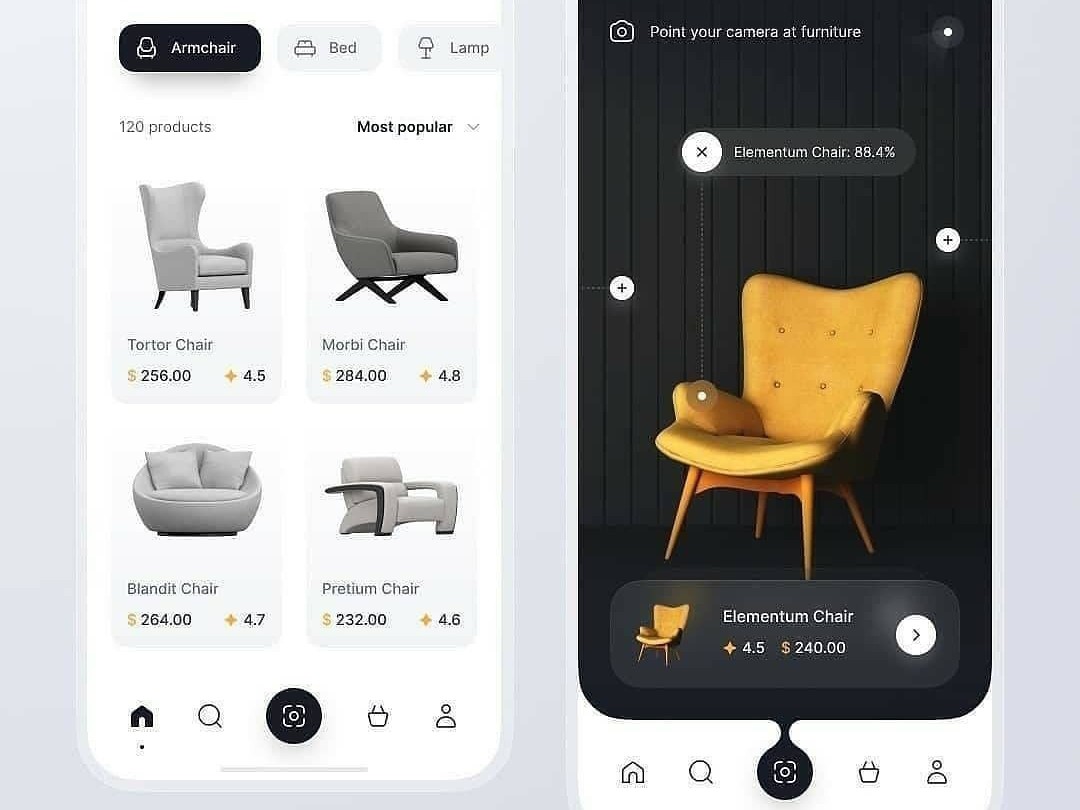 Armchair
Bed
Lamp
120 products
Most popular
Tortor Chair
$ 256.00
4.5
Morbi Chair
$ 284.00
4.8
Blandit Chair
$ 264.00
4.7
Pretium Chair
$ 232.00
4.6
Point your camera at furniture
Elementum Chair: 88.4%
Elementum Chair
4.5 $ 240.00